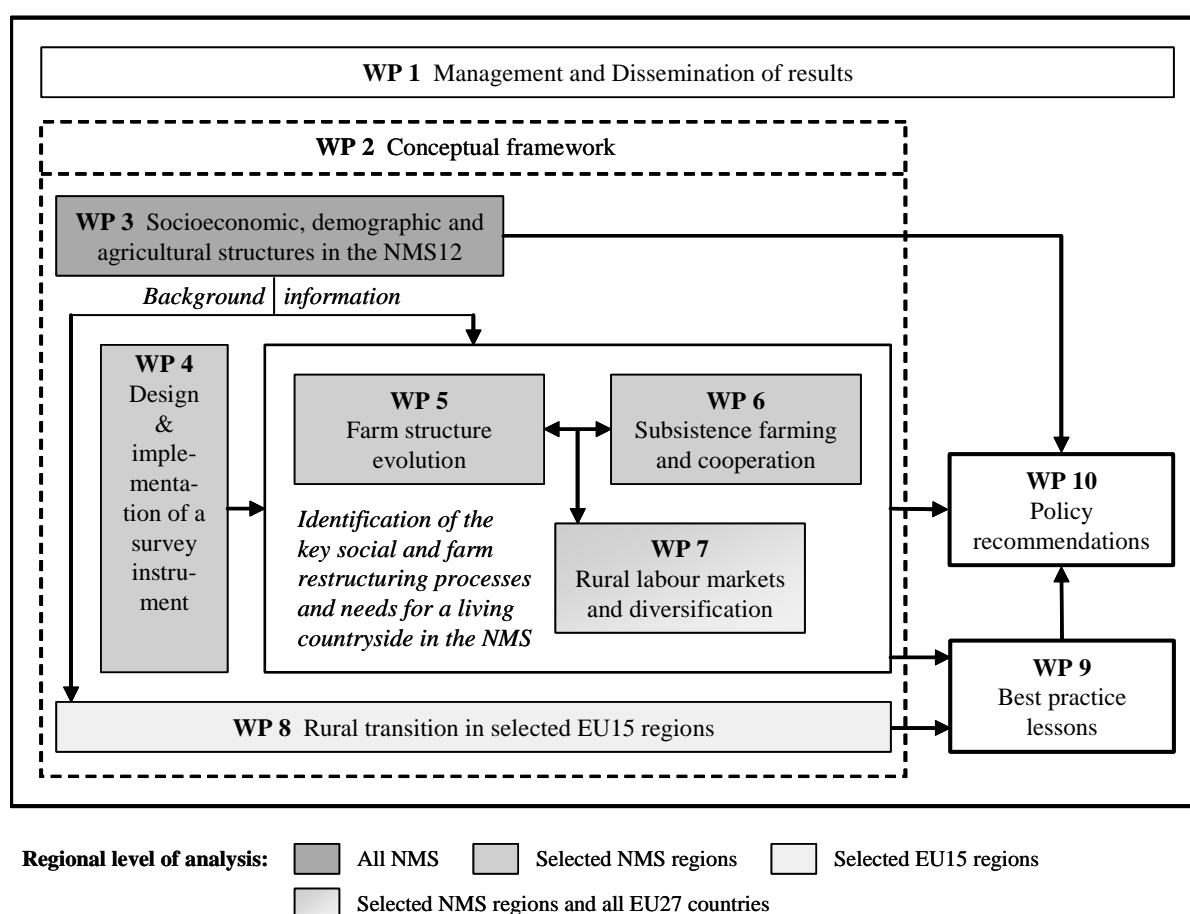 WP 1 Management and Dissemination of results
WP 2 Conceptual framework
WP 3 Socioeconomic, demographic and
agricultural structures in the NMS12
Background information
WP 4
Design
&
imple-
menta-
tion of a
survey
instru-
ment
WP 5
Farm structure
evolution
WP 6
Subsistence farming
and cooperation
Identification of the
key social and farm
restructuring processes
and needs for a living
countryside in the NMS
WP 7
Rural labour markets
and diversification
WP 8 Rural transition in selected EU15 regions
WP 10
Policy
recommendations
WP 9
Best practice
lessons
Regional level of analysis: All NMS Selected NMS regions Selected EU15 regions
Selected NMS regions and all EU27 countries